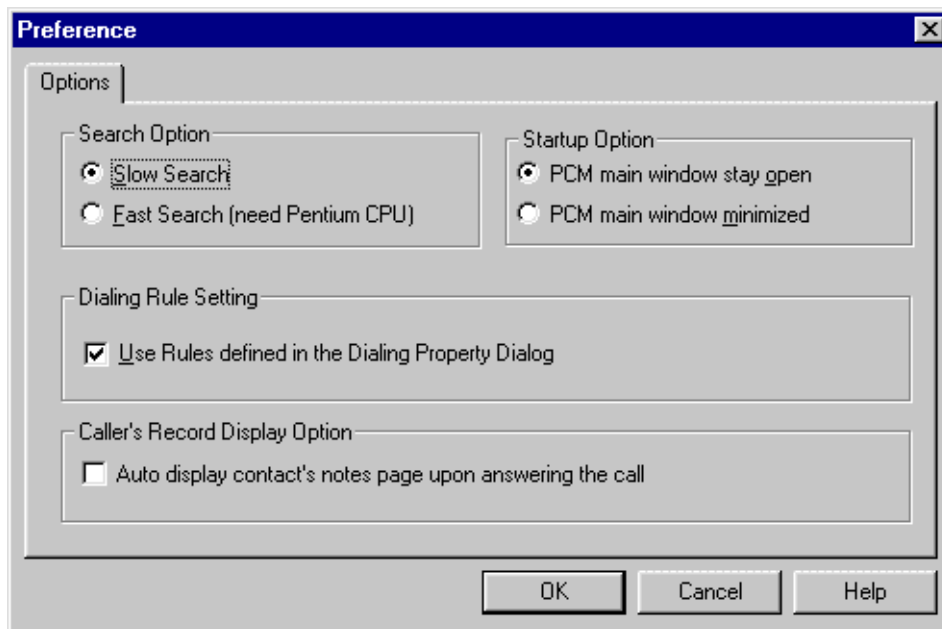 Preference
Options
Search Option
Slow Search
Fast Search (need Pentium CPU)
Startup Option
PCM main window stay open
PCM main window minimized
Dialing Rule Setting
Use Rules defined in the Dialing Property Dialog
Caller's Record Display Option
Auto display contact's notes page upon answering the call
OK
Cancel
Help